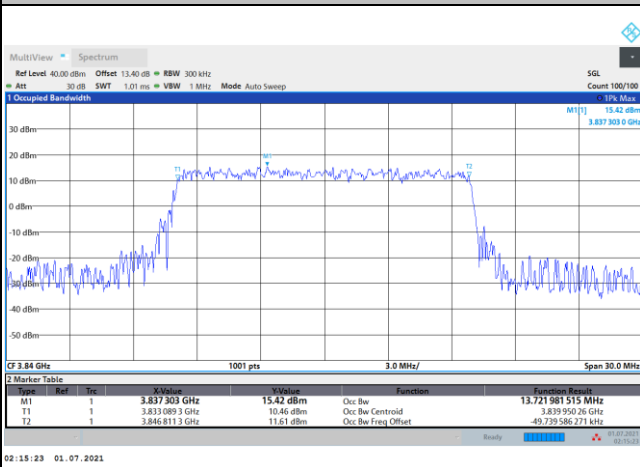 MultiView Spectrum
Ref Level 40.00 dBm Offset 13.40 dB RBW 300 kHz SGL
Att 30 dB SWT 1.01 ms VBW 1 MHz Mode Auto Sweep Count 100/100
1 Occupied Bandwidth 1Pk Max
M1[1] 15.42 dBm
3.837 303 0 GHz
30 dBm
20 dBm
M1
T1 T2
10 dBm
0 dBm
-10 dBm
-20 dBm
-30 dBm
-40 dBm
-50 dBm
CF 3.84 GHz 1001 pts 3.0 MHz/ Span 30.0 MHz
2 Marker Table
Type Ref Trc X-Value Y-Value Function Function Result
M1 1 3.837 303 GHz 15.42 dBm Occ Bw 13.721 981 515 MHz
T1 1 3.833 089 3 GHz 10.46 dBm Occ Bw Centroid 3.839 950 26 GHz
T2 1 3.846 811 3 GHz 11.61 dBm Occ Bw Freq Offset -49.739 586 271 kHz
Ready 01.07.2021
02:15:23
02:15:23 01.07.2021